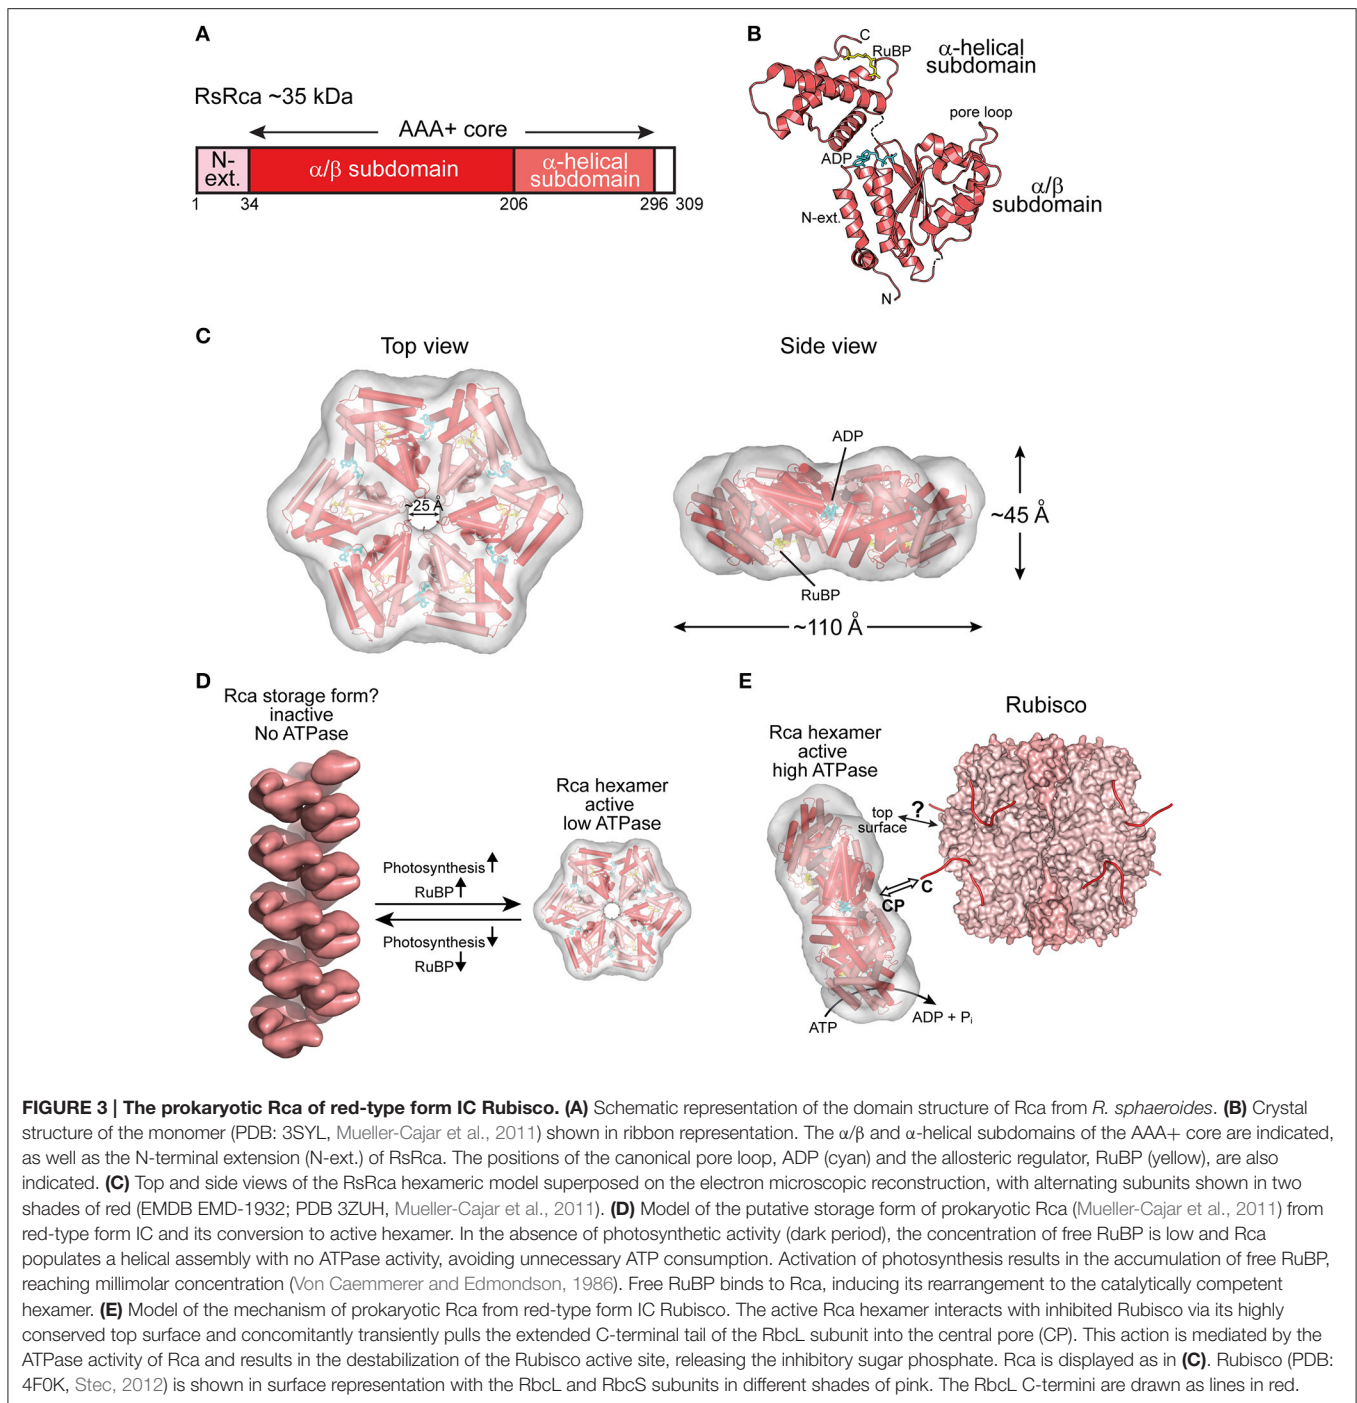 A
RsRca ~35 kDa
AAA+ core
N-
ext.
α/β subdomain
α-helical
subdomain
1 34 206 296 309
B
C
RuBP
α-helical
subdomain
pore loop
ADP
α/β
subdomain
N-ext.
N
C
Top view
Side view
~25 Å
ADP
~45 Å
RuBP
~110 Å
D
Rca storage form?
inactive
No ATPase
Photosynthesis
RuBP
Photosynthesis
RuBP
Rca hexamer
active
low ATPase
E
Rubisco
Rca hexamer
active
high ATPase
top
surface
?
C
CP
ATP
ADP + Pi
FIGURE 3 | The prokaryotic Rca of red-type form IC Rubisco. (A) Schematic representation of the domain structure of Rca from R. sphaeroides. (B) Crystal
structure of the monomer (PDB: 3SYL, Mueller-Cajar et al., 2011) shown in ribbon representation. The α/β and α-helical subdomains of the AAA+ core are indicated,
as well as the N-terminal extension (N-ext.) of RsRca. The positions of the canonical pore loop, ADP (cyan) and the allosteric regulator, RuBP (yellow), are also
indicated. (C) Top and side views of the RsRca hexameric model superposed on the electron microscopic reconstruction, with alternating subunits shown in two
shades of red (EMDB EMD-1932; PDB 3ZUH, Mueller-Cajar et al., 2011). (D) Model of the putative storage form of prokaryotic Rca (Mueller-Cajar et al., 2011) from
red-type form IC and its conversion to active hexamer. In the absence of photosynthetic activity (dark period), the concentration of free RuBP is low and Rca
populates a helical assembly with no ATPase activity, avoiding unnecessary ATP consumption. Activation of photosynthesis results in the accumulation of free RuBP,
reaching millimolar concentration (Von Caemmerer and Edmondson, 1986). Free RuBP binds to Rca, inducing its rearrangement to the catalytically competent
hexamer. (E) Model of the mechanism of prokaryotic Rca from red-type form IC Rubisco. The active Rca hexamer interacts with inhibited Rubisco via its highly
conserved top surface and concomitantly transiently pulls the extended C-terminal tail of the RbcL subunit into the central pore (CP). This action is mediated by the
ATPase activity of Rca and results in the destabilization of the Rubisco active site, releasing the inhibitory sugar phosphate. Rca is displayed as in (C). Rubisco (PDB:
4F0K, Stec, 2012) is shown in surface representation with the RbcL and RbcS subunits in different shades of pink. The RbcL C-termini are drawn as lines in red.